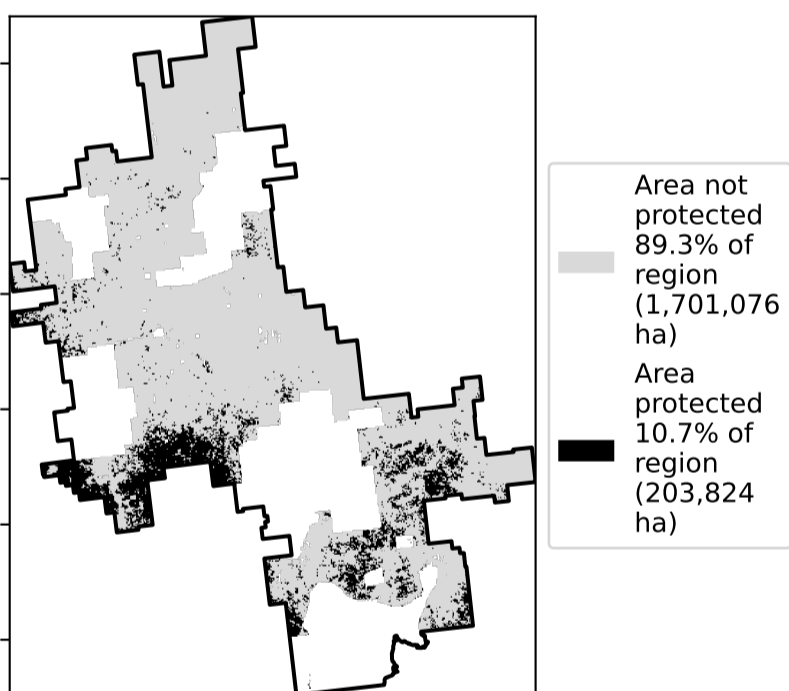 Area not
protected
89.3% of
region
(1,701,076
ha)
Area
protected
10.7% of
region
(203,824
ha)